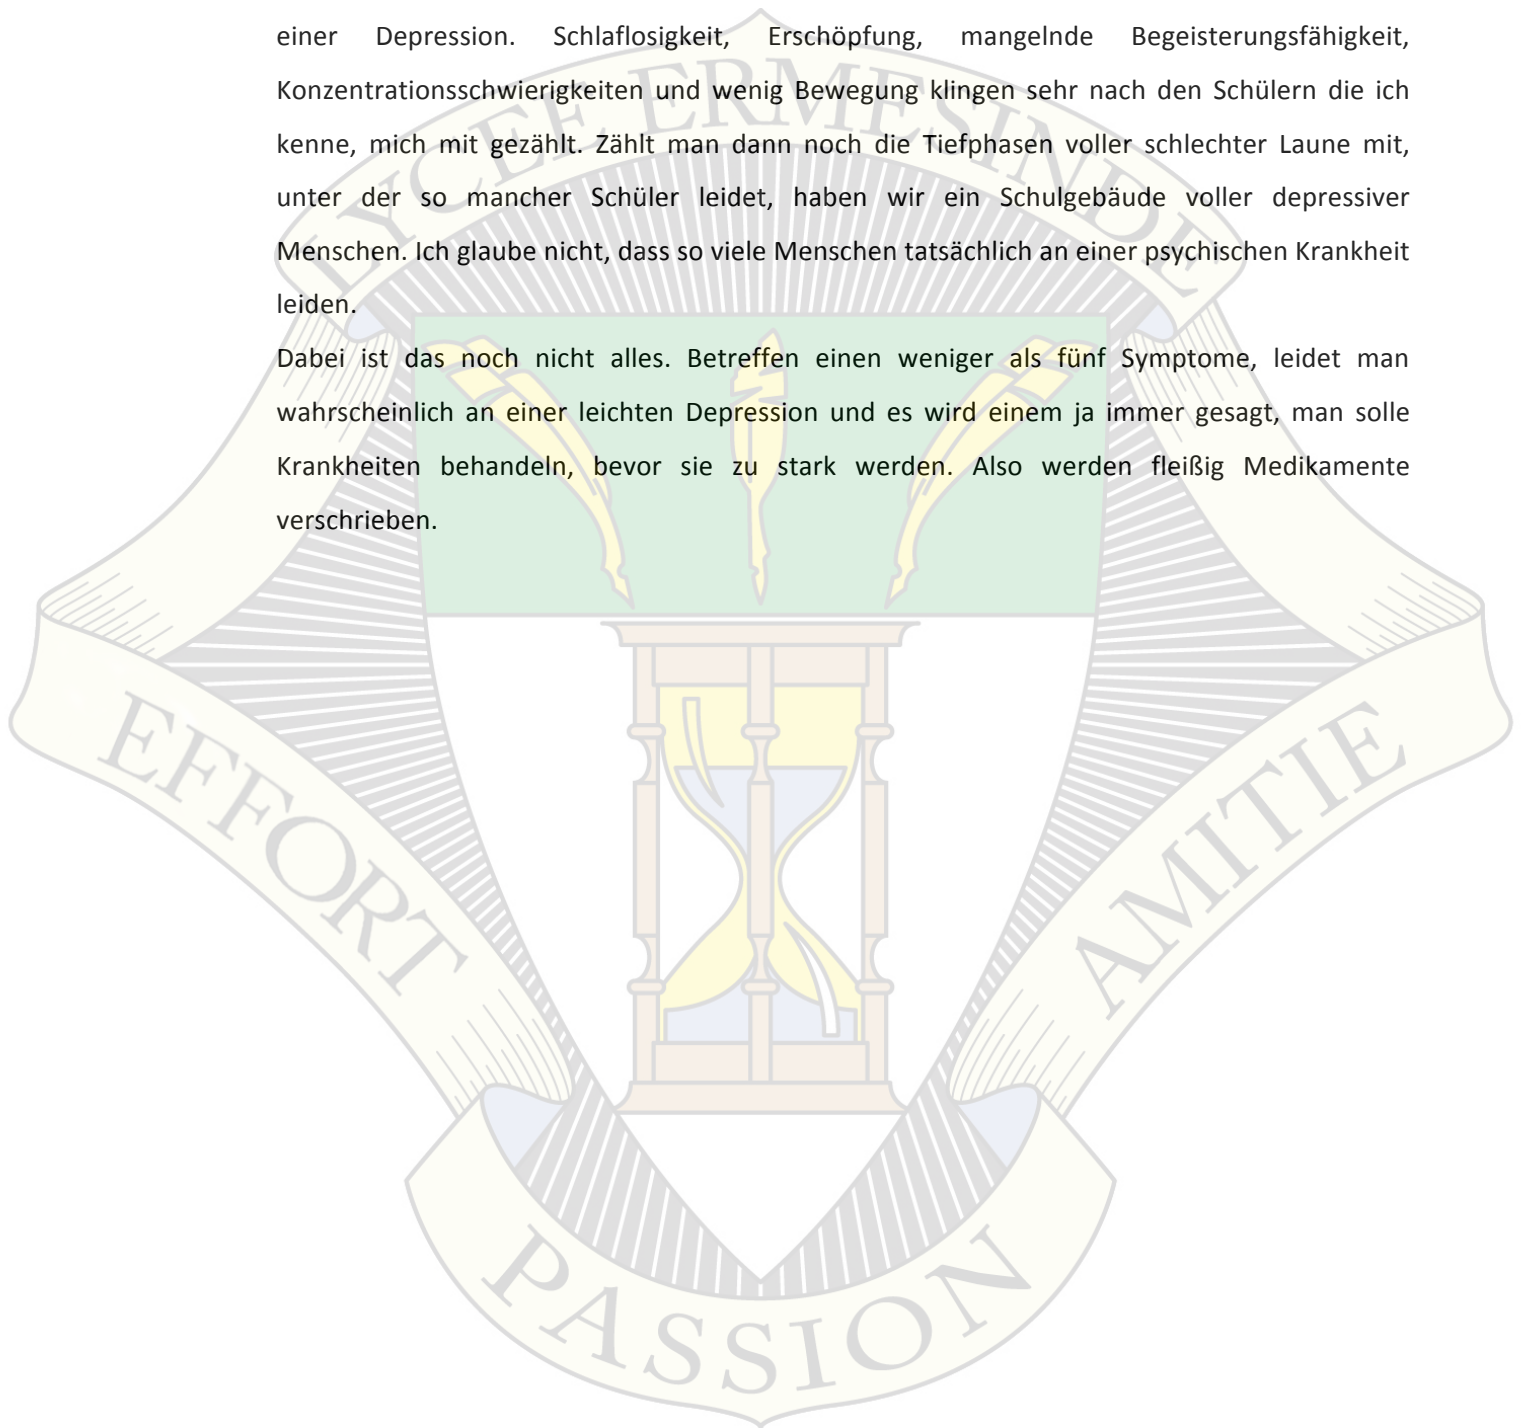 einer Depression. Schlaflosigkeit, Erschöpfung, mangelnde Begeisterungsfähigkeit,
Konzentrationsschwierigkeiten und wenig Bewegung klingen sehr nach den Schülern die ich
kenne, mich mit gezählt. Zählt man dann noch die Tiefphasen voller schlechter Laune mit,
unter der so mancher Schüler leidet, haben wir ein Schulgebäude voller depressiver
Menschen. Ich glaube nicht, dass so viele Menschen tatsächlich an einer psychischen Krankheit
leiden.
Dabei ist das noch nicht alles. Betreffen einen weniger als fünf Symptome, leidet man
wahrscheinlich an einer leichten Depression und es wird einem ja immer gesagt, man solle
Krankheiten behandeln, bevor sie zu stark werden. Also werden fleißig Medikamente
verschrieben.
LYCEE ERMESINDE
EFFORT
AMITIE
PASSION